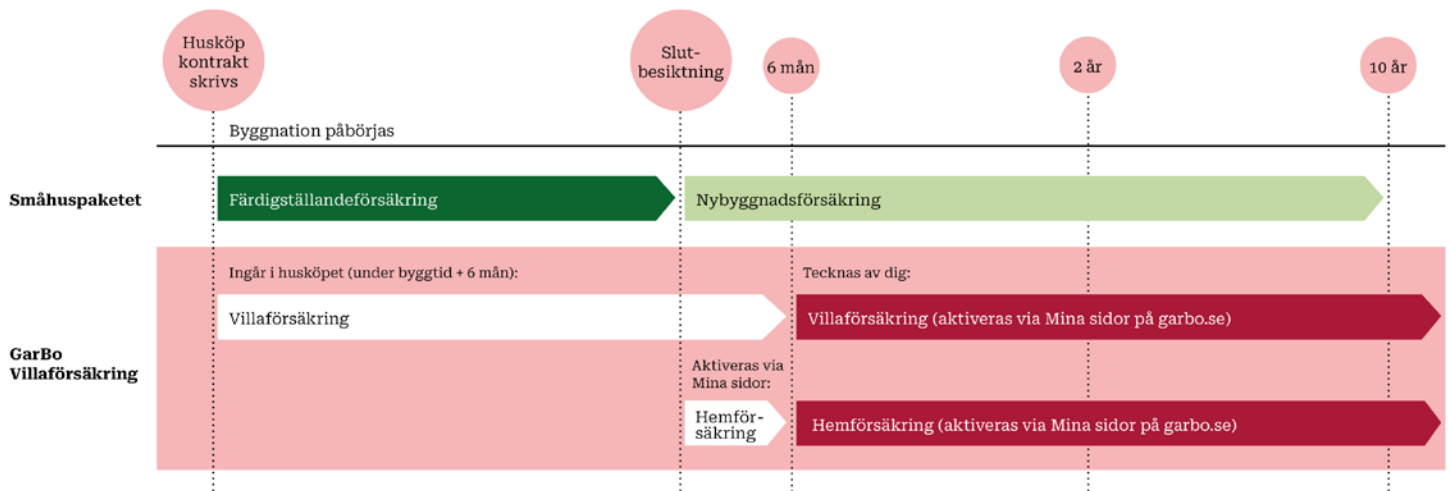 Husköp
kontrakt
skrivs
Slut-
besiktning
6 mån
2 år
10 år
Byggnation påbörjas
Småhuspaketet
Färdigställandeförsäkring
Nybyggnadsförsäkring
Ingår i husköpet (under byggtid + 6 mån):
Tecknas av dig:
Villaförsäkring
Villaförsäkring (aktiveras via Mina sidor på garbo.se)
GarBo
Villaförsäkring
Aktiveras via
Mina sidor:
Hemför-
säkring
Hemförsäkring (aktiveras via Mina sidor på garbo.se)